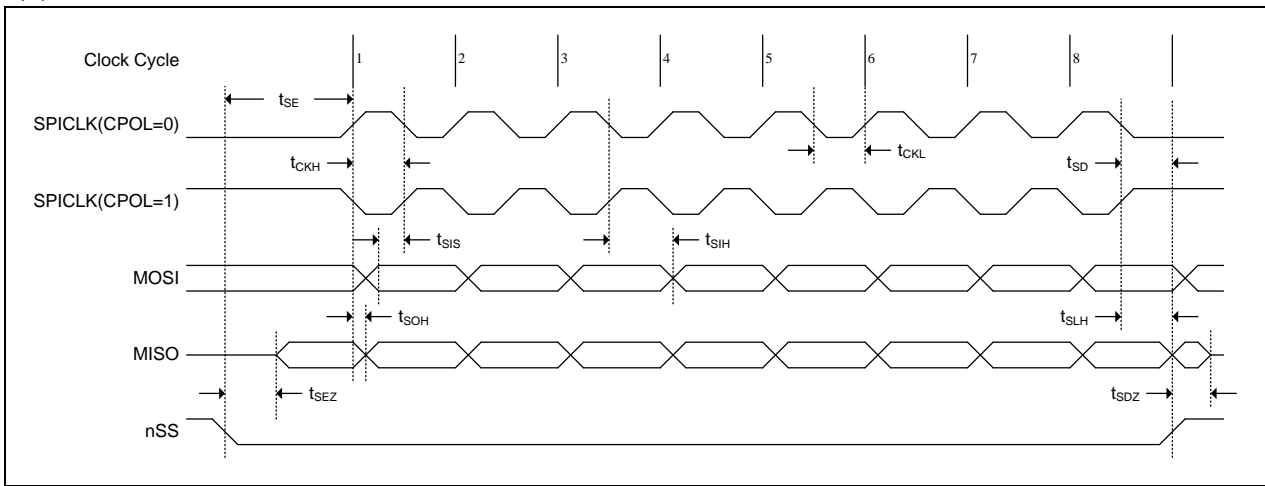 Clock Cycle
1 2 3 4 5 6 7 8
tSE
SPICLK(CPOL=0)
tCKH
tCKL
tSD
SPICLK(CPOL=1)
tSIS
tSIH
MOSI
tSOH
tSLH
MISO
tSEZ
tSDZ
nSS